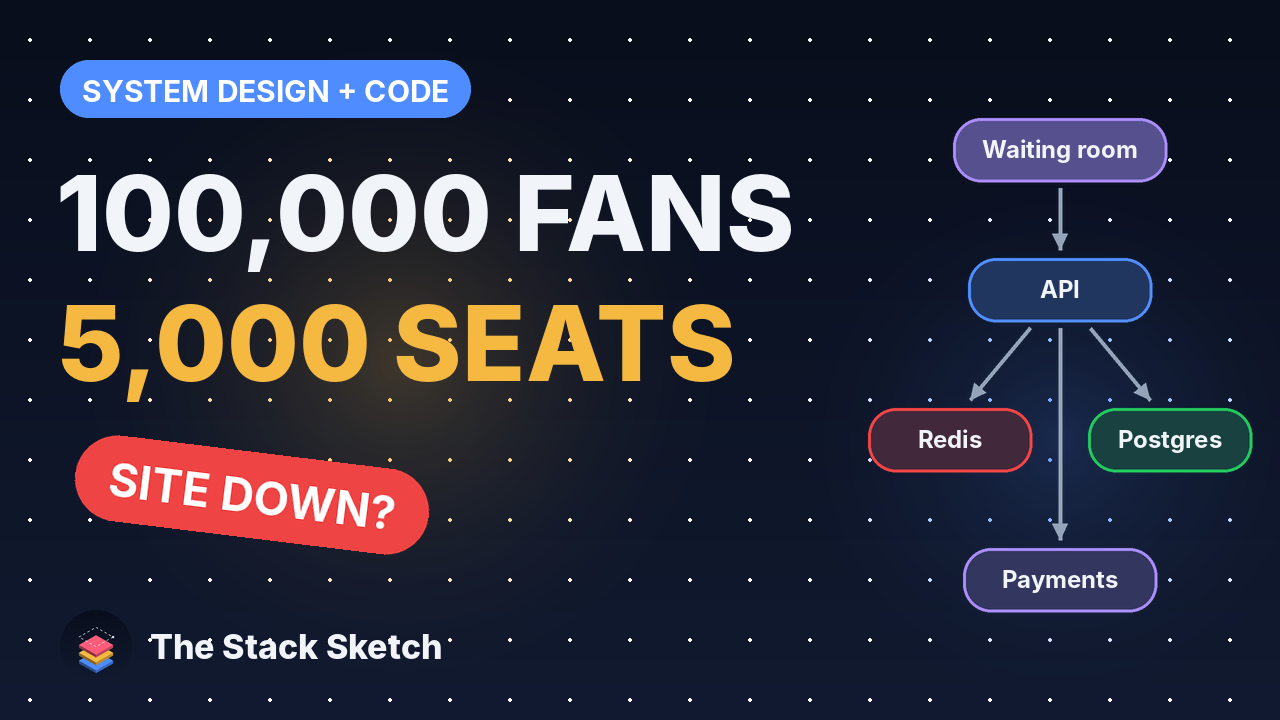 SYSTEM DESIGN + CODE
100,000 FANS
5,000 SEATS
SITE DOWN?
The Stack Sketch
Waiting room
API
Redis
Postgres
Payments